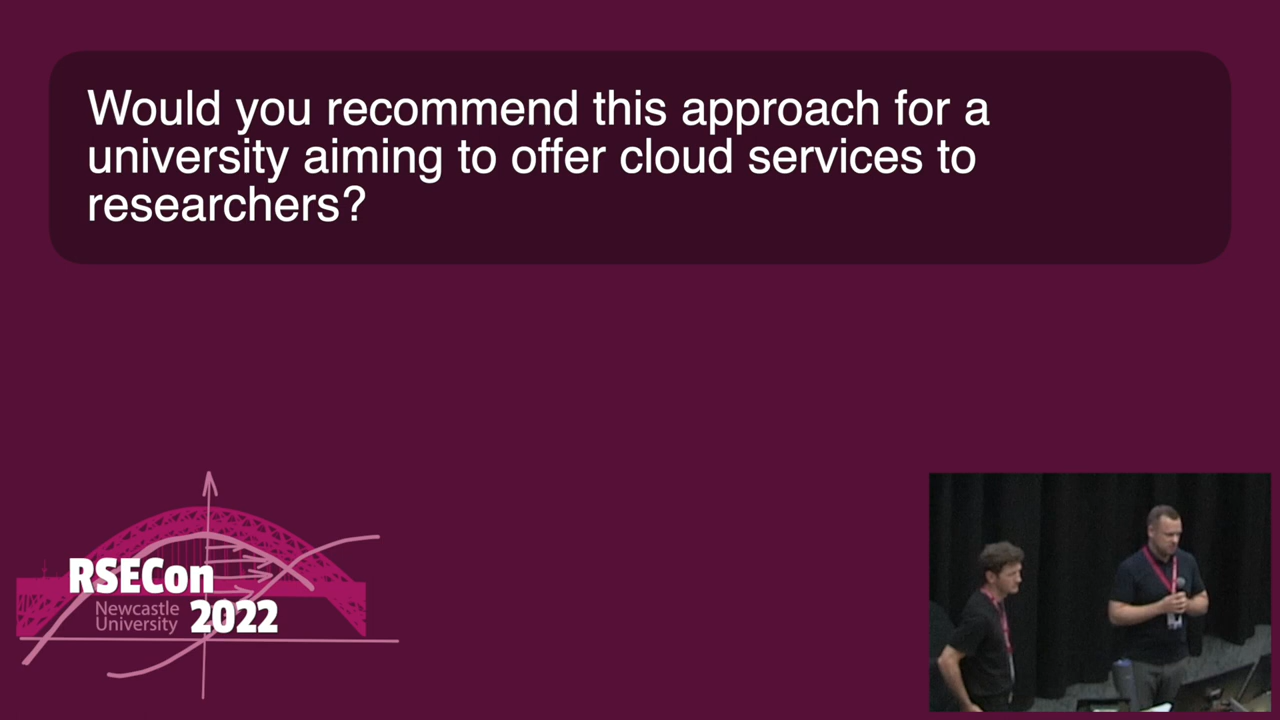 Would you recommend this approach for a
university aiming to offer cloud services to
researchers?
RSECon
Newcastle
University 2022